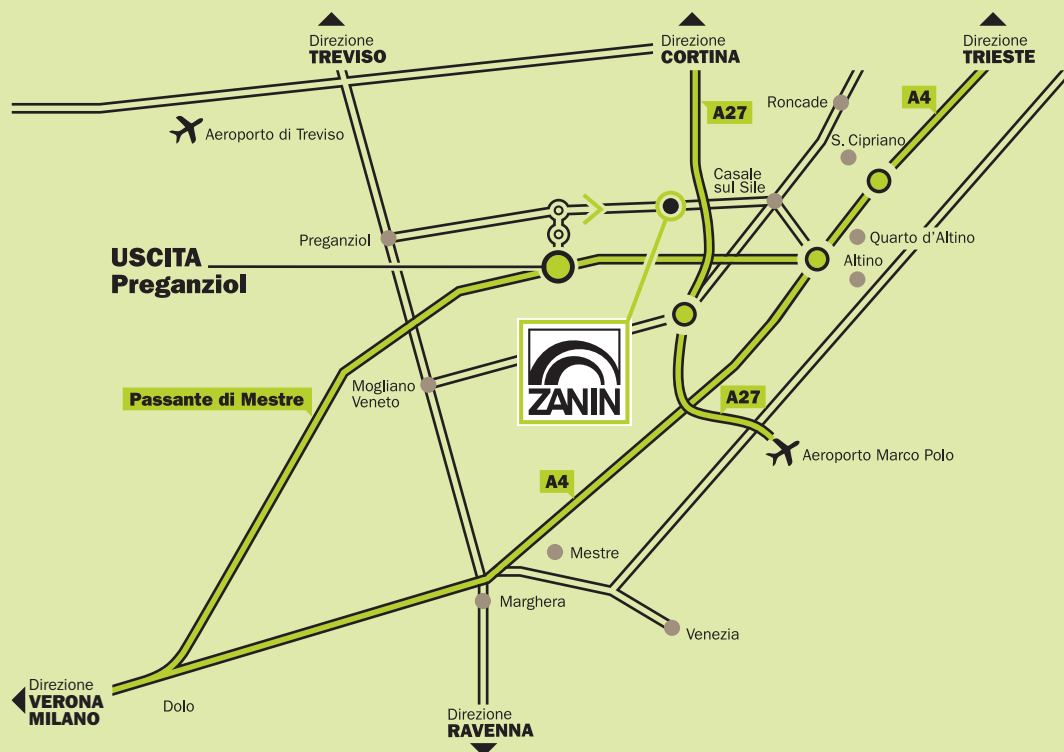 Direzione
TREVISO
Direzione
CORTINA
Direzione
TRIESTE
A27
A4
Roncade
Aeroporto di Treviso
S. Cipriano
Casale
sul Sile
Preganziol
Quarto d'Altino
Altino
USCITA
Preganziol
Passante di Mestre
Mogliano
Veneto
ZANIN
A27
Aeroporto Marco Polo
A4
Mestre
Marghera
Venezia
Direzione
VERONA
MILANO
Dolo
Direzione
RAVENNA